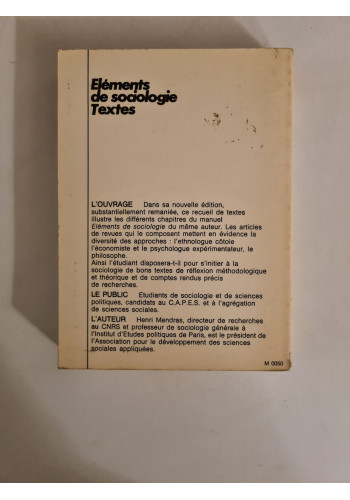 Eléments
de sociologie
Textes
L'OUVRAGE Dans sa nouvelle édition,
substantiellement remaniée, ce recueil de textes
illustre les différents chapitres du manuel
Eléments de sociologie du même auteur. Les articles
de revues qui le composent mettent en évidence la
diversité des approches : l'ethnologue côtoie
l'économiste et le psychologue expérimentateur, le
philosophe.
Ainsi l'étudiant disposera-t-il pour s'initier à la
sociologie de bons textes de réflexion méthodologique
et théorique et de comptes rendus précis
de recherches.
LE PUBLIC Etudiants de sociologie et de sciences
politiques, candidats au C.A.P.E.S. et à l'agrégation
de sciences sociales.
L'AUTEUR Henri Mendras, directeur de recherches
au CNRS et professeur de sociologie générale à
l'Institut d'Etudes politiques de Paris, est le président de
l'Association pour le développement des sciences
sociales appliquées.
M 0050